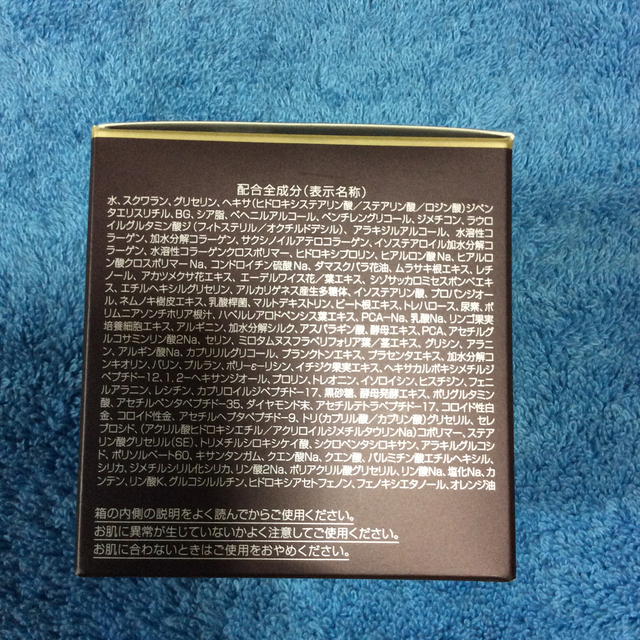 配合全成分(表示名称)
水、スクワラン、グリセリン、ヘキサ(ヒドロキシステアリン酸/ステアリン酸/ロジン酸)ジペン
タエリスリチル、BG、シア脂、ベヘニルアルコール、ペンチレングリコール、ジメチコン、ラウロ
イルグルタミン酸ジ(フィトステリル/オクチルドデシル)、アラキジルアルコール、水溶性コ
ラーゲン、加水分解コラーゲン、サクシノイルアテロコラーゲン、インステアロイル加水分解コ
ラーゲン、水溶性コラーゲンクロスポリマー、ヒドロキシプロリン、ヒアルロン酸Na、ヒアルロ
ン酸クロスポリマーNa、コンドロイチン硫酸Na、ダマスクバラ花油、ムラサキ根エキス、レチ
ノール、アカツメクサ花エキス、エーデルワイス花/葉エキス、シゾサッカロミセスポンベエキ
ス、エチルヘキシルグリセリン、アルカリゲネス産生多糖体、イソステアリン酸、プロパンジオー
ル、ネムノキ樹皮エキス、乳酸桿菌、マルトデキストリン、ビート根エキス、トレハロース、尿素、ポ
リムニアソンチホリア根汁、ハベルレアロドペンシス葉エキス、PCA-Na、乳酸Na、リンゴ果実
培養細胞エキス、アルギニン、加水分解シルク、アスパラギン酸、酵母エキス、PCA、アセチルグ
ルコサミンリン酸2Na、セリン、ミロタムヌスフラベリフォリア葉/茎エキス、グリシン、アラニ
ン、アルギン酸Na、カプリリルグリコール、プランクトンエキス、プラセンタエキス、加水分解コ
ンキオリン、バリン、プルラン、ポリ-ε-リシン、イチジク果実エキス、ヘキサカルボキシメチルジ
ペプチド-12、1,2-ヘキサンジオール、プロリン、トレオニン、イソロイシン、ヒスチジン、フェニ
ルアラニン、レシチン、カプリロイルジペプチド-17、黒砂糖、酵母発酵エキス、ポリグルタミン
酸、アセチルペンタペプチド-35、ダイヤモンド末、アセチルテトラペプチド-17、コロイド性白
金、コロイド性金、アセチルヘプタペプチド-9、トリ(カプリル酸/カプリン酸)グリセリル、セレ
ブロシド、(アクリル酸ヒドロキシエチル/アクリロイルジメチルタウリンNa)コポリマー、ステア
リン酸グリセリル(SE)、トリメチルシロキシケイ酸、シクロペンタシロキサン、アラキルグルコシ
ド、ポリソルベート60、キサンタンガム、クエン酸Na、クエン酸、パルミチン酸エチルヘキシル、
シリカ、ジメチルシリル化シリカ、リン酸2Na、ポリアクリル酸グリセリル、リン酸Na、塩化Na、カ
ンテン、リン酸K、グルコシルルチン、ヒドロキシアセトフェノン、フェノキシエタノール、オレンジ油
箱の内側の説明をよく読んでからご使用ください。
お肌に異常が生じていないかよく注意してご使用ください。
お肌に合わないときはご使用をおやめください。